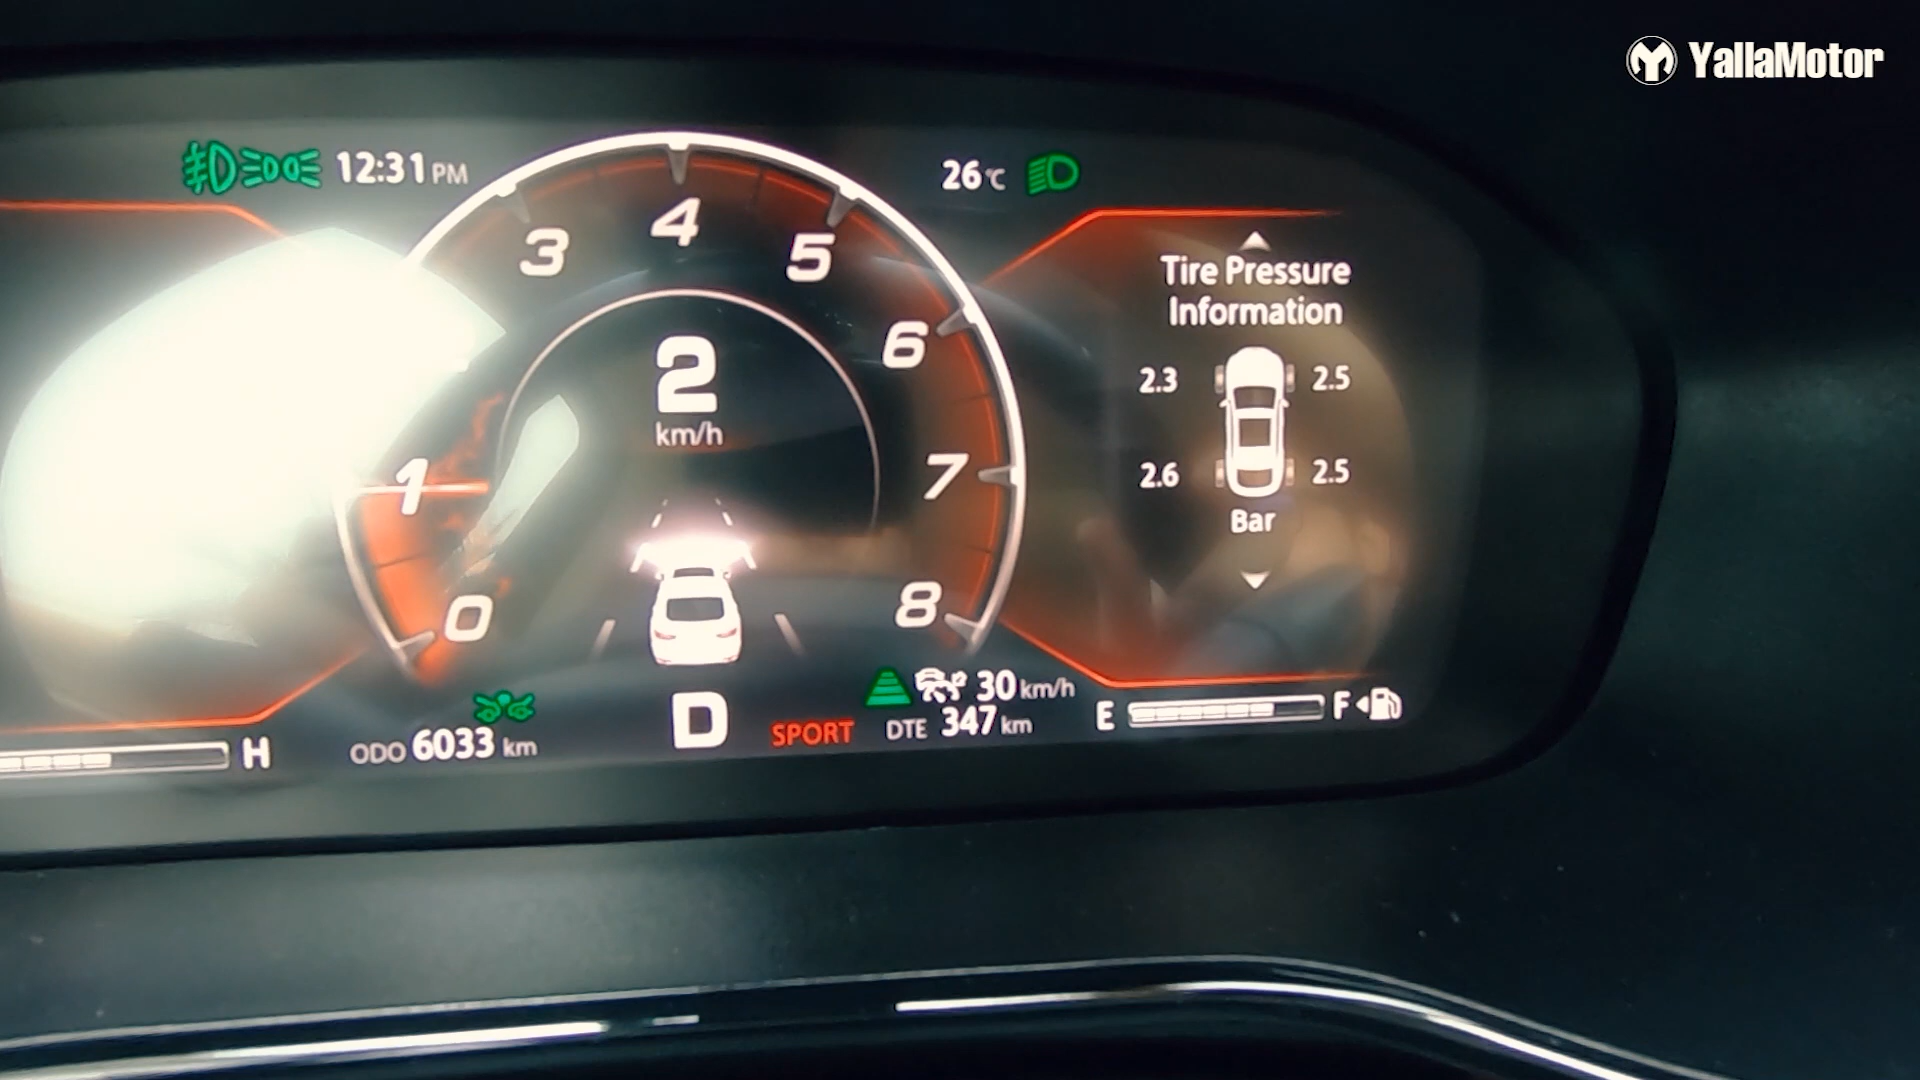 YallaMotor
12:31 PM
26°C
0
1
2
km/h
3
4
5
6
7
8
Tire Pressure
Information
2.3 2.5
2.6 2.5
Bar
30 km/h
H
ODO 6033 km
D
SPORT
DTE 347 km
E F